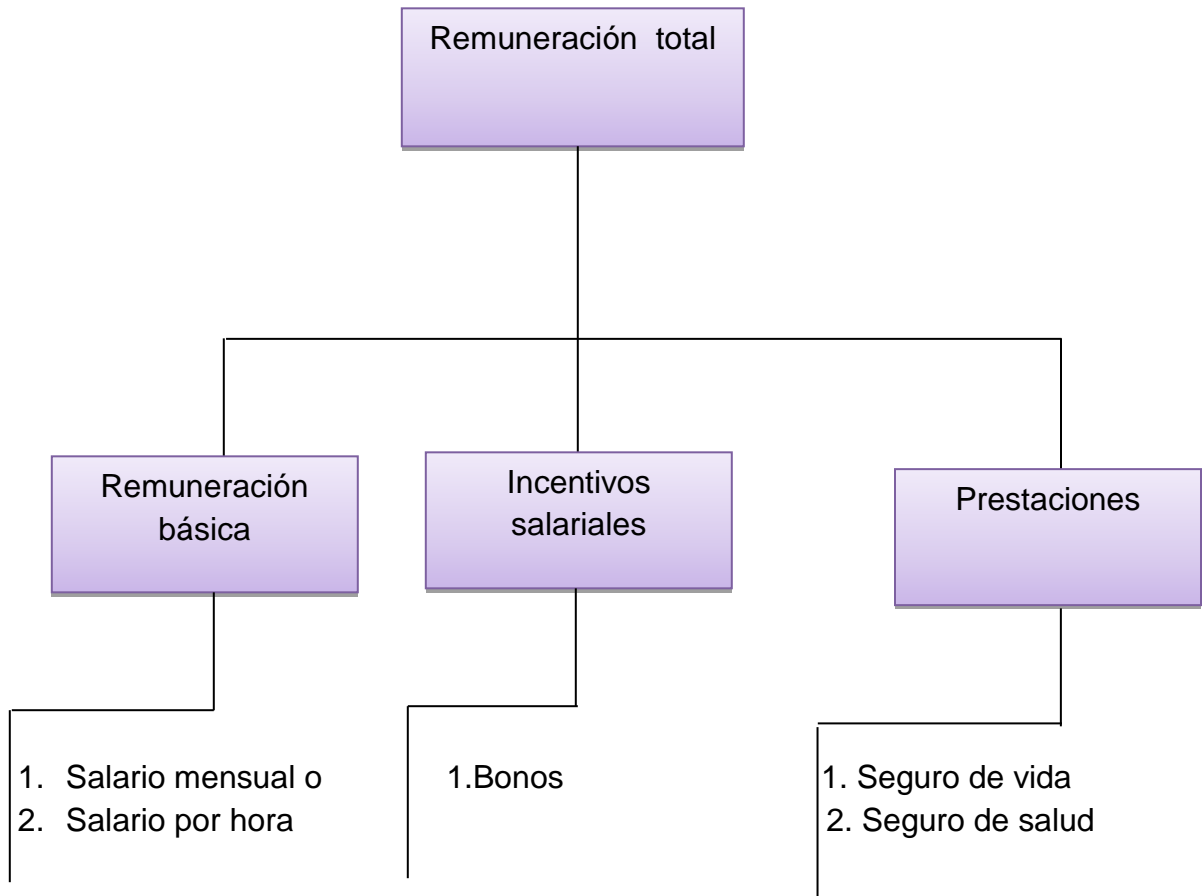 Remuneración total
Remuneración
básica
Incentivos
salariales
Prestaciones
1. Salario mensual o
2. Salario por hora
1.Bonos
1. Seguro de vida
2. Seguro de salud